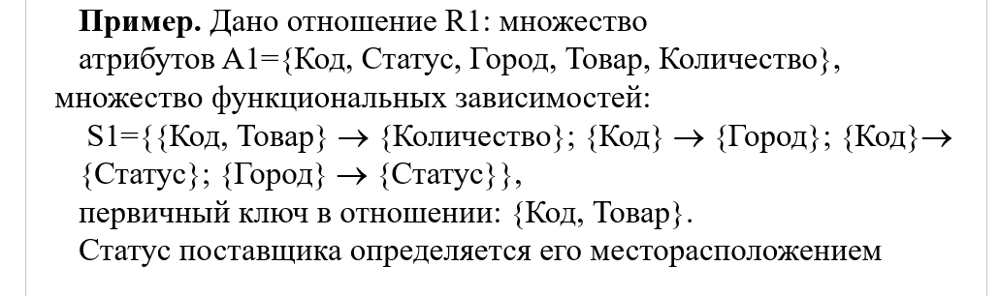 Пример. Дано отношение R1: множество
атрибутов A1={Код, Статус, Город, Товар, Количество},
множество функциональных зависимостей:
S1={{Код, Товар} → {Количество}; {Код} → {Город}; {Код}→
{Статус}; {Город} → {Статус}},
первичный ключ в отношении: {Код, Товар}.
Статус поставщика определяется его месторасположением